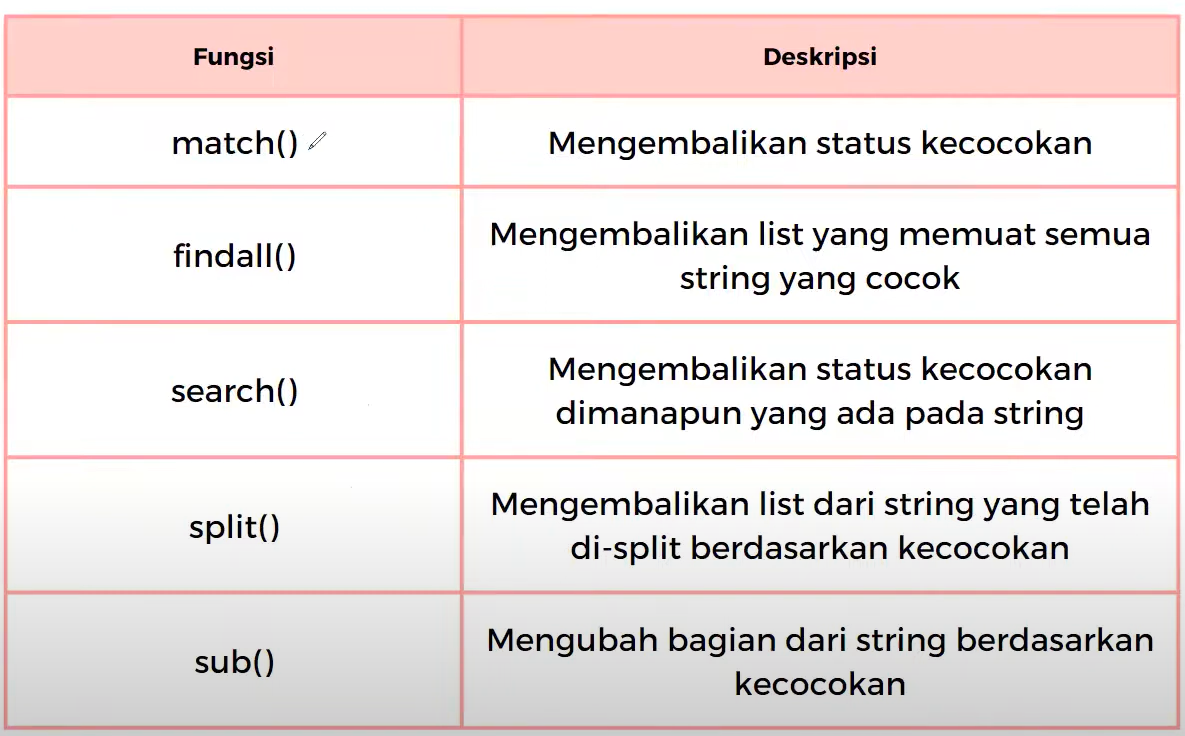 Fungsi
Deskripsi
match()
Mengembalikan status kecocokan
findall()
Mengembalikan list yang memuat semua
string yang cocok
search()
Mengembalikan status kecocokan
dimanapun yang ada pada string
split()
Mengembalikan list dari string yang telah
di-split berdasarkan kecocokan
sub()
Mengubah bagian dari string berdasarkan
kecocokan